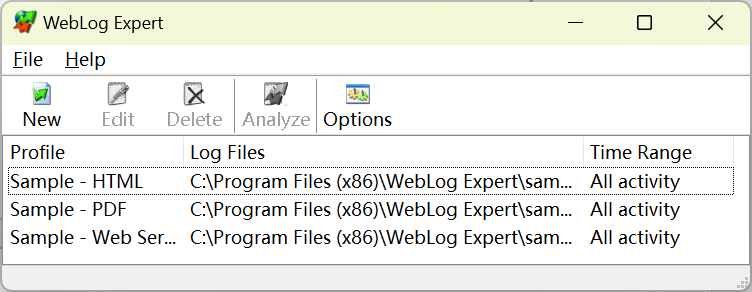 WebLog Expert
File Help
New Edit Delete Analyze Options
Profile Log Files Time Range
Sample - HTML C:\Program Files (x86)\WebLog Expert\sam... All activity
Sample - PDF C:\Program Files (x86)\WebLog Expert\sam... All activity
Sample - Web Ser... C:\Program Files (x86)\WebLog Expert\sam... All activity